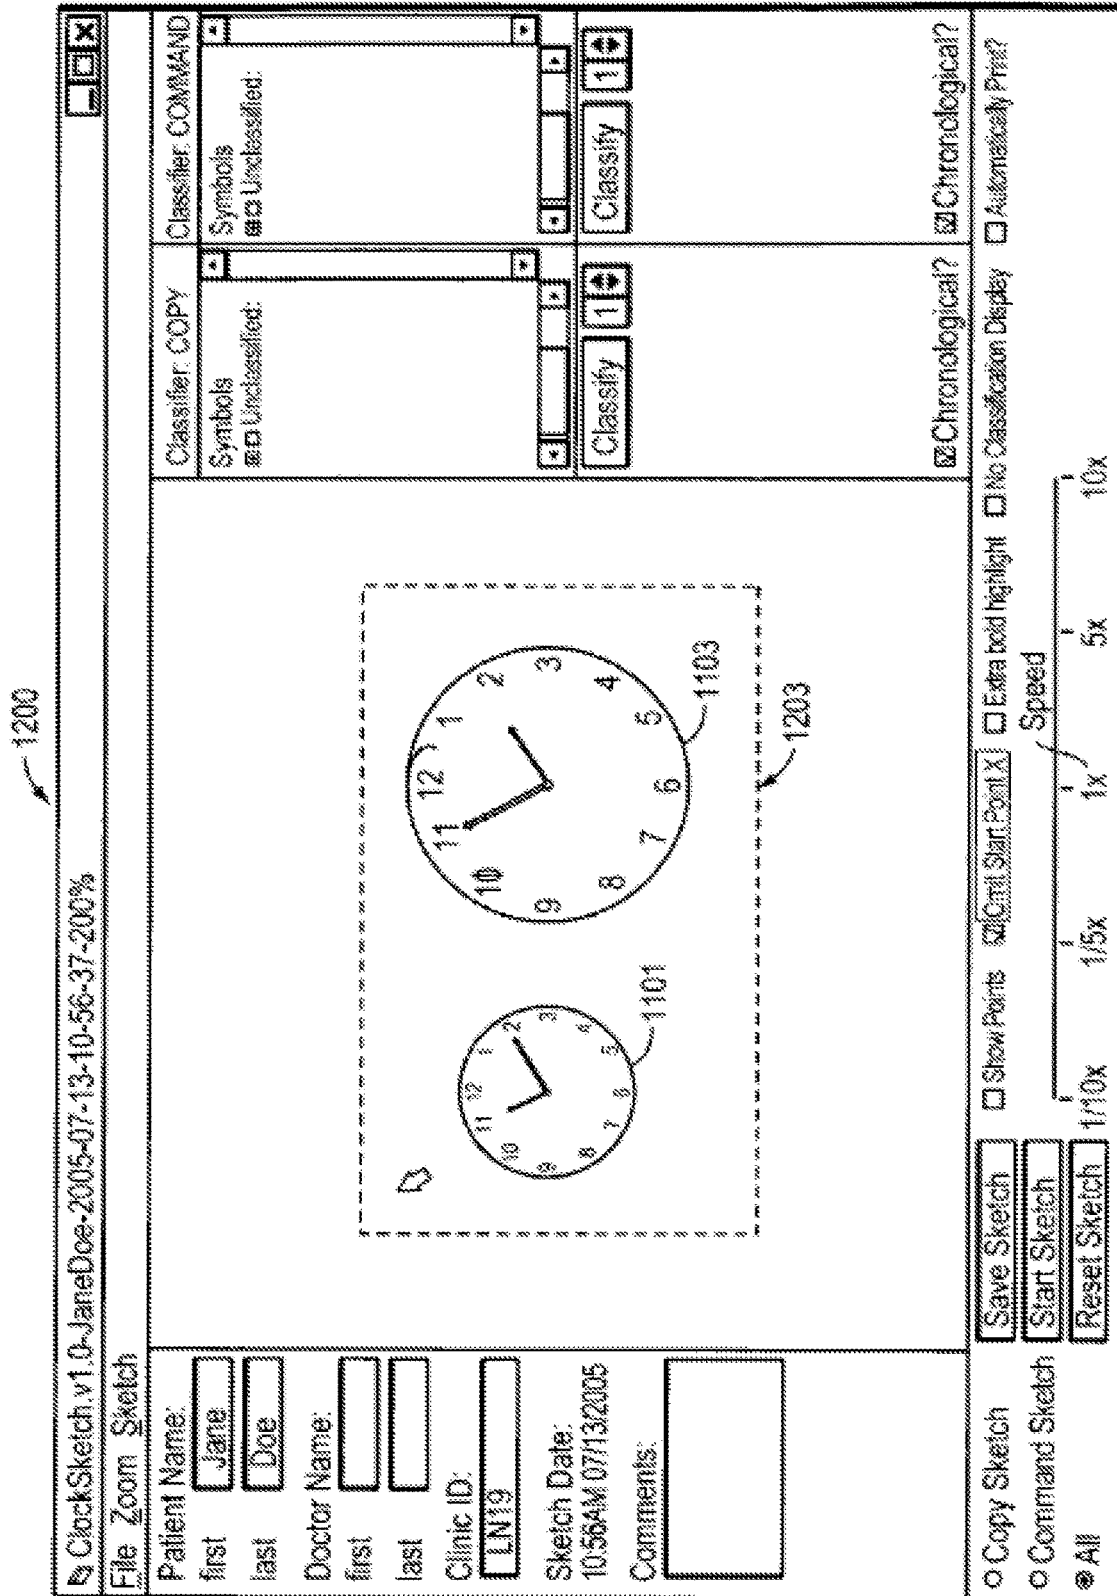 1200
ClockSketch.v1.0-JaneDoe-2005-07-13-10-56-37-200%
File Zoom Sketch
Patient Name:
first Jane
last Doe
Doctor Name:
first
last
Clinic ID:
LN19
Sketch Date:
10:56AM 07/13/2005
Comments:
12
1
2
3
4
5
6
7
8
9
10
11
1101
12
1
2
3
4
5
6
7
8
9
10
11
1103
1203
Classifier: COPY
Symbols
Unclassified:
Classify 1
Chronological?
Classifier: COMMAND
Symbols
Unclassified:
Classify 1
Chronological?
Copy Sketch
Command Sketch
All
Save Sketch
Start Sketch
Reset Sketch
Show Points
Start Point X
Extra bold highlight
No Classification Display
Automatically Print?
Speed
1/10x 1/5x 1x 5x 10x